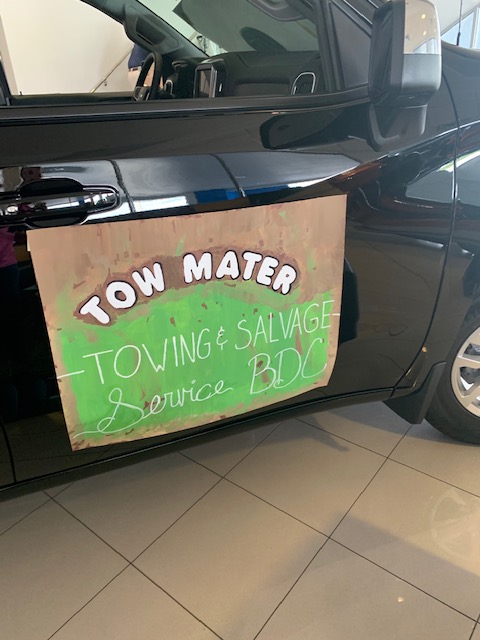 TOW MATER
TOWING & SALVAGE
Service BDC